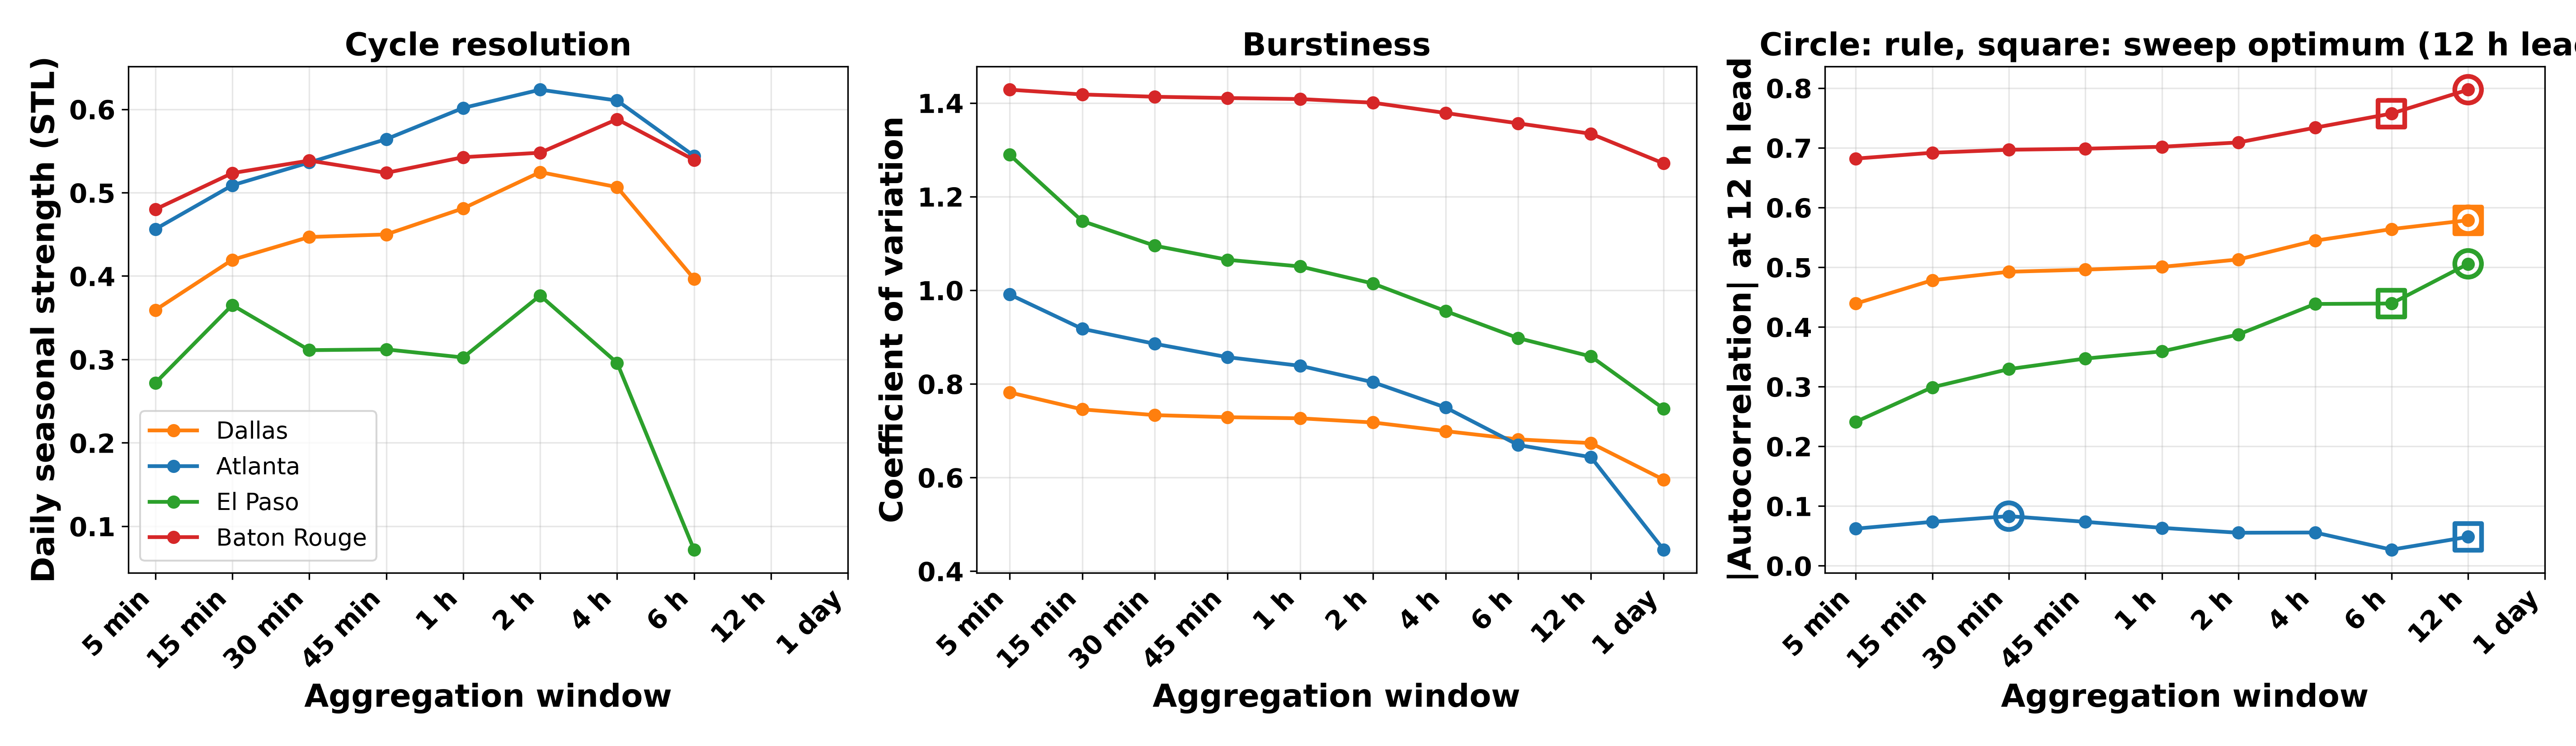 Cycle resolution
Daily seasonal strength (STL)
0.6
0.5
0.4
0.3
0.2
0.1
Dallas
Atlanta
El Paso
Baton Rouge
5 min
15 min
30 min
45 min
1 h
2 h
4 h
6 h
12 h
1 day
Aggregation window
Burstiness
Coefficient of variation
1.4
1.2
1.0
0.8
0.6
0.4
5 min
15 min
30 min
45 min
1 h
2 h
4 h
6 h
12 h
1 day
Aggregation window
Circle: rule, square: sweep optimum (12 h lea
|Autocorrelation| at 12 h lead
0.8
0.7
0.6
0.5
0.4
0.3
0.2
0.1
0.0
5 min
15 min
30 min
45 min
1 h
2 h
4 h
6 h
12 h
1 day
Aggregation window